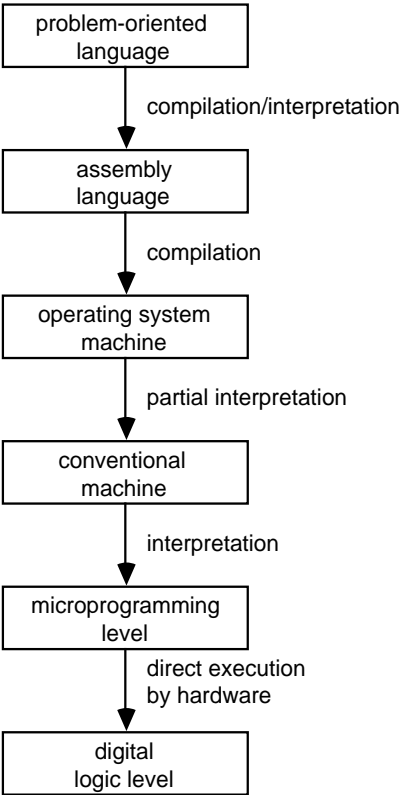 problem-oriented
language
compilation/interpretation
assembly
language
compilation
operating system
machine
partial interpretation
conventional
machine
interpretation
microprogramming
level
direct execution
by hardware
digital
logic level